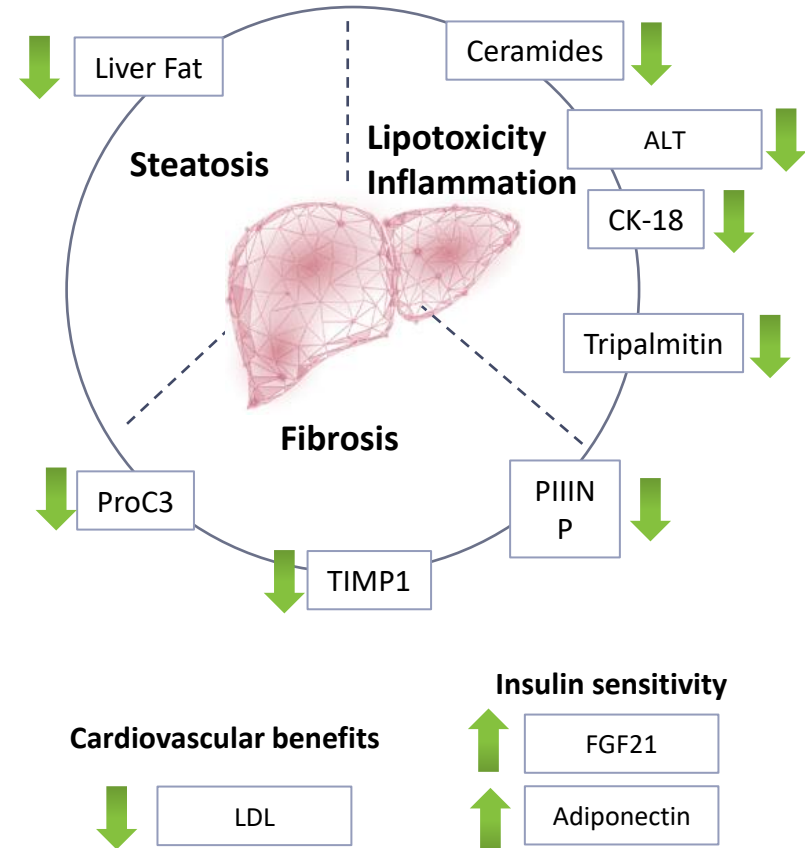 Liver Fat
Ceramides
Steatosis
Lipotoxicity
Inflammation
ALT
CK-18
Tripalmitin
Fibrosis
ProC3
PIIIN
P
TIMP1
Cardiovascular benefits
LDL
Insulin sensitivity
FGF21
Adiponectin